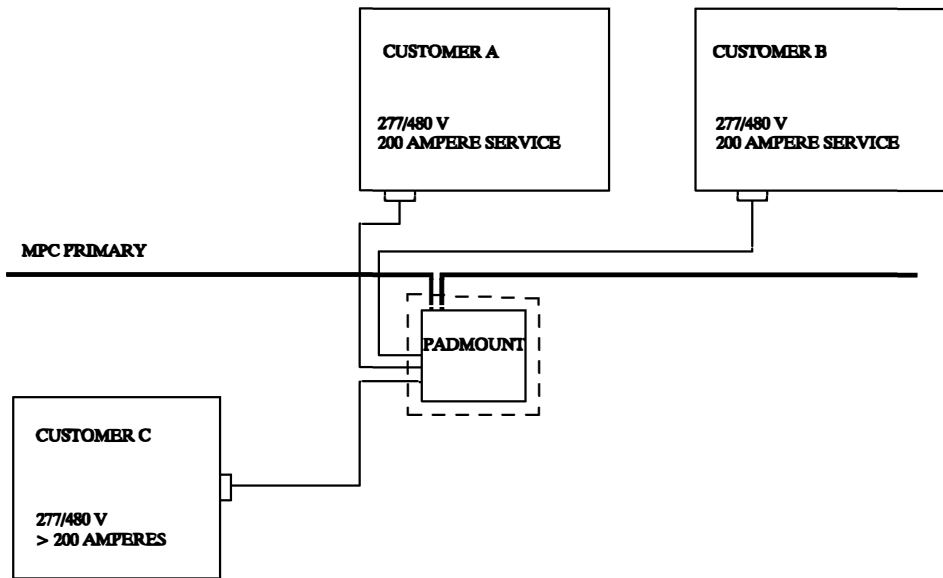 CUSTOMER A
277/480 V
200 AMPERE SERVICE
CUSTOMER B
277/480 V
200 AMPERE SERVICE
MPC PRIMARY
PADMOUNT
CUSTOMER C
277/480 V
> 200 AMPERES